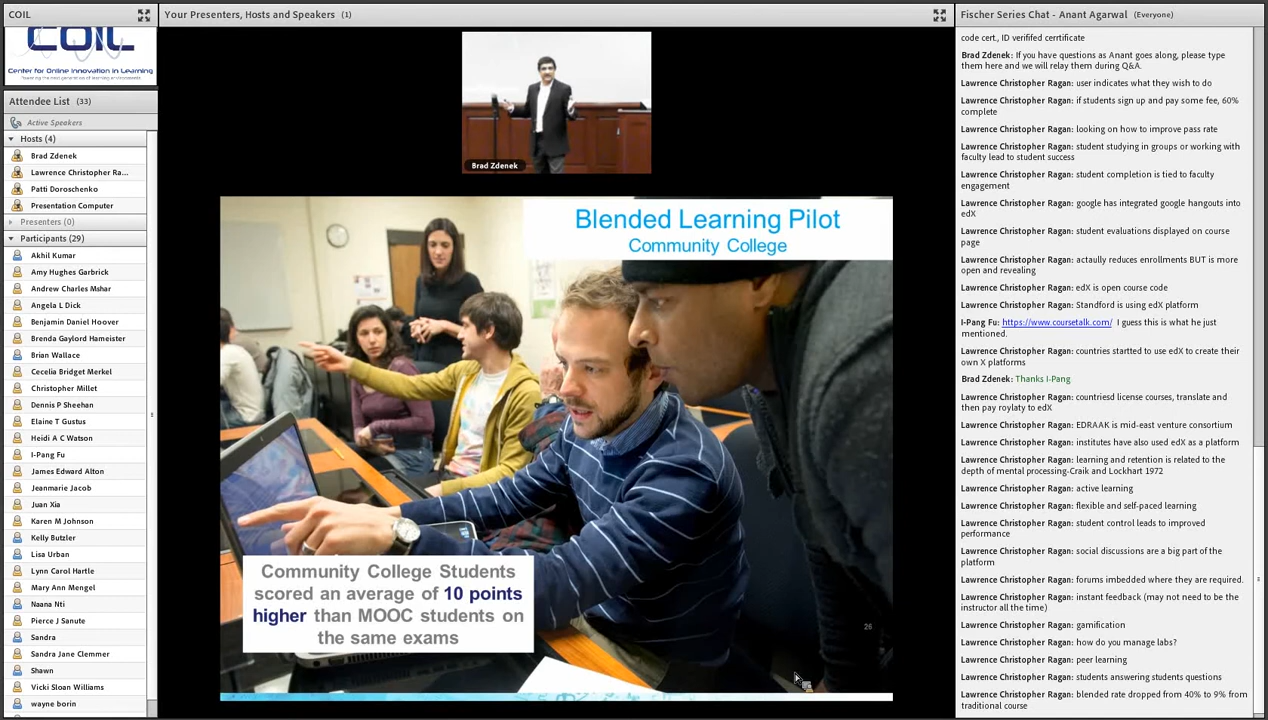 COIL
COIL
Center for Online Innovation in Learning
Attendee List (33)
Active Speakers
Hosts (4)
Brad Zdenek
Lawrence Christopher Ra...
Patti Doroschenko
Presentation Computer
Presenters (0)
Participants (29)
Akhil Kumar
Amy Hughes Garbrick
Andrew Charles Mshar
Angela L Dick
Benjamin Daniel Hoover
Brenda Gaylord Hameister
Brian Wallace
Cecelia Bridget Merkel
Christopher Millet
Dennis P Sheehan
Elaine T Gustus
Heidi A C Watson
I-Pang Fu
James Edward Alton
Jeanmarie Jacob
Juan Xia
Karen M Johnson
Kelly Butzler
Lisa Urban
Lynn Carol Hartle
Mary Ann Mengel
Naana Nti
Pierce J Sanute
Sandra
Sandra Jane Clemmer
Shawn
Vicki Sloan Williams
wayne borin
Your Presenters, Hosts and Speakers (1)
Brad Zdenek
Blended Learning Pilot
Community College
Community College Students
scored an average of 10 points
higher than MOOC students on
the same exams
26
Fischer Series Chat - Anant Agarwal (Everyone)
code cert., ID verififed cerrtificate
Brad Zdenek: If you have questions as Anant goes along, please type
them here and we will relay them during Q&A.
Lawrence Christopher Ragan: user indicates what they wish to do
Lawrence Christopher Ragan: if students sign up and pay some fee, 60%
complete
Lawrence Christopher Ragan: looking on how to improve pass rate
Lawrence Christopher Ragan: student studying in groups or working with
faculty lead to student success
Lawrence Christopher Ragan: student completion is tied to faculty
engagement
Lawrence Christopher Ragan: google has integrated google hangouts into
edX
Lawrence Christopher Ragan: student evaluations displayed on course
page
Lawrence Christopher Ragan: actaully reduces enrollments BUT is more
open and revealing
Lawrence Christopher Ragan: edX is open course code
Lawrence Christopher Ragan: Standford is using edX platform
I-Pang Fu: https://www.coursetalk.com/ I guess this is what he just
mentioned.
Lawrence Christopher Ragan: countries startted to use edX to create their
own X platforms
Brad Zdenek: Thanks I-Pang
Lawrence Christopher Ragan: countriesd license courses, translate and
then pay roylaty to edX
Lawrence Christopher Ragan: EDRAAK is mid-east venture consortium
Lawrence Christopher Ragan: institutes have also used edX as a platform
Lawrence Christopher Ragan: learning and retention is related to the
depth of mental processing-Craik and Lockhart 1972
Lawrence Christopher Ragan: active learning
Lawrence Christopher Ragan: flexible and self-paced learning
Lawrence Christopher Ragan: student control leads to improved
performance
Lawrence Christopher Ragan: social discussions are a big part of the
platform
Lawrence Christopher Ragan: forums imbedded where they are required.
Lawrence Christopher Ragan: instant feedback (may not need to be the
instructor all the time)
Lawrence Christopher Ragan: gamification
Lawrence Christopher Ragan: how do you manage labs?
Lawrence Christopher Ragan: peer learning
Lawrence Christopher Ragan: students answering students questions
Lawrence Christopher Ragan: blended rate dropped from 40% to 9% from
traditional course